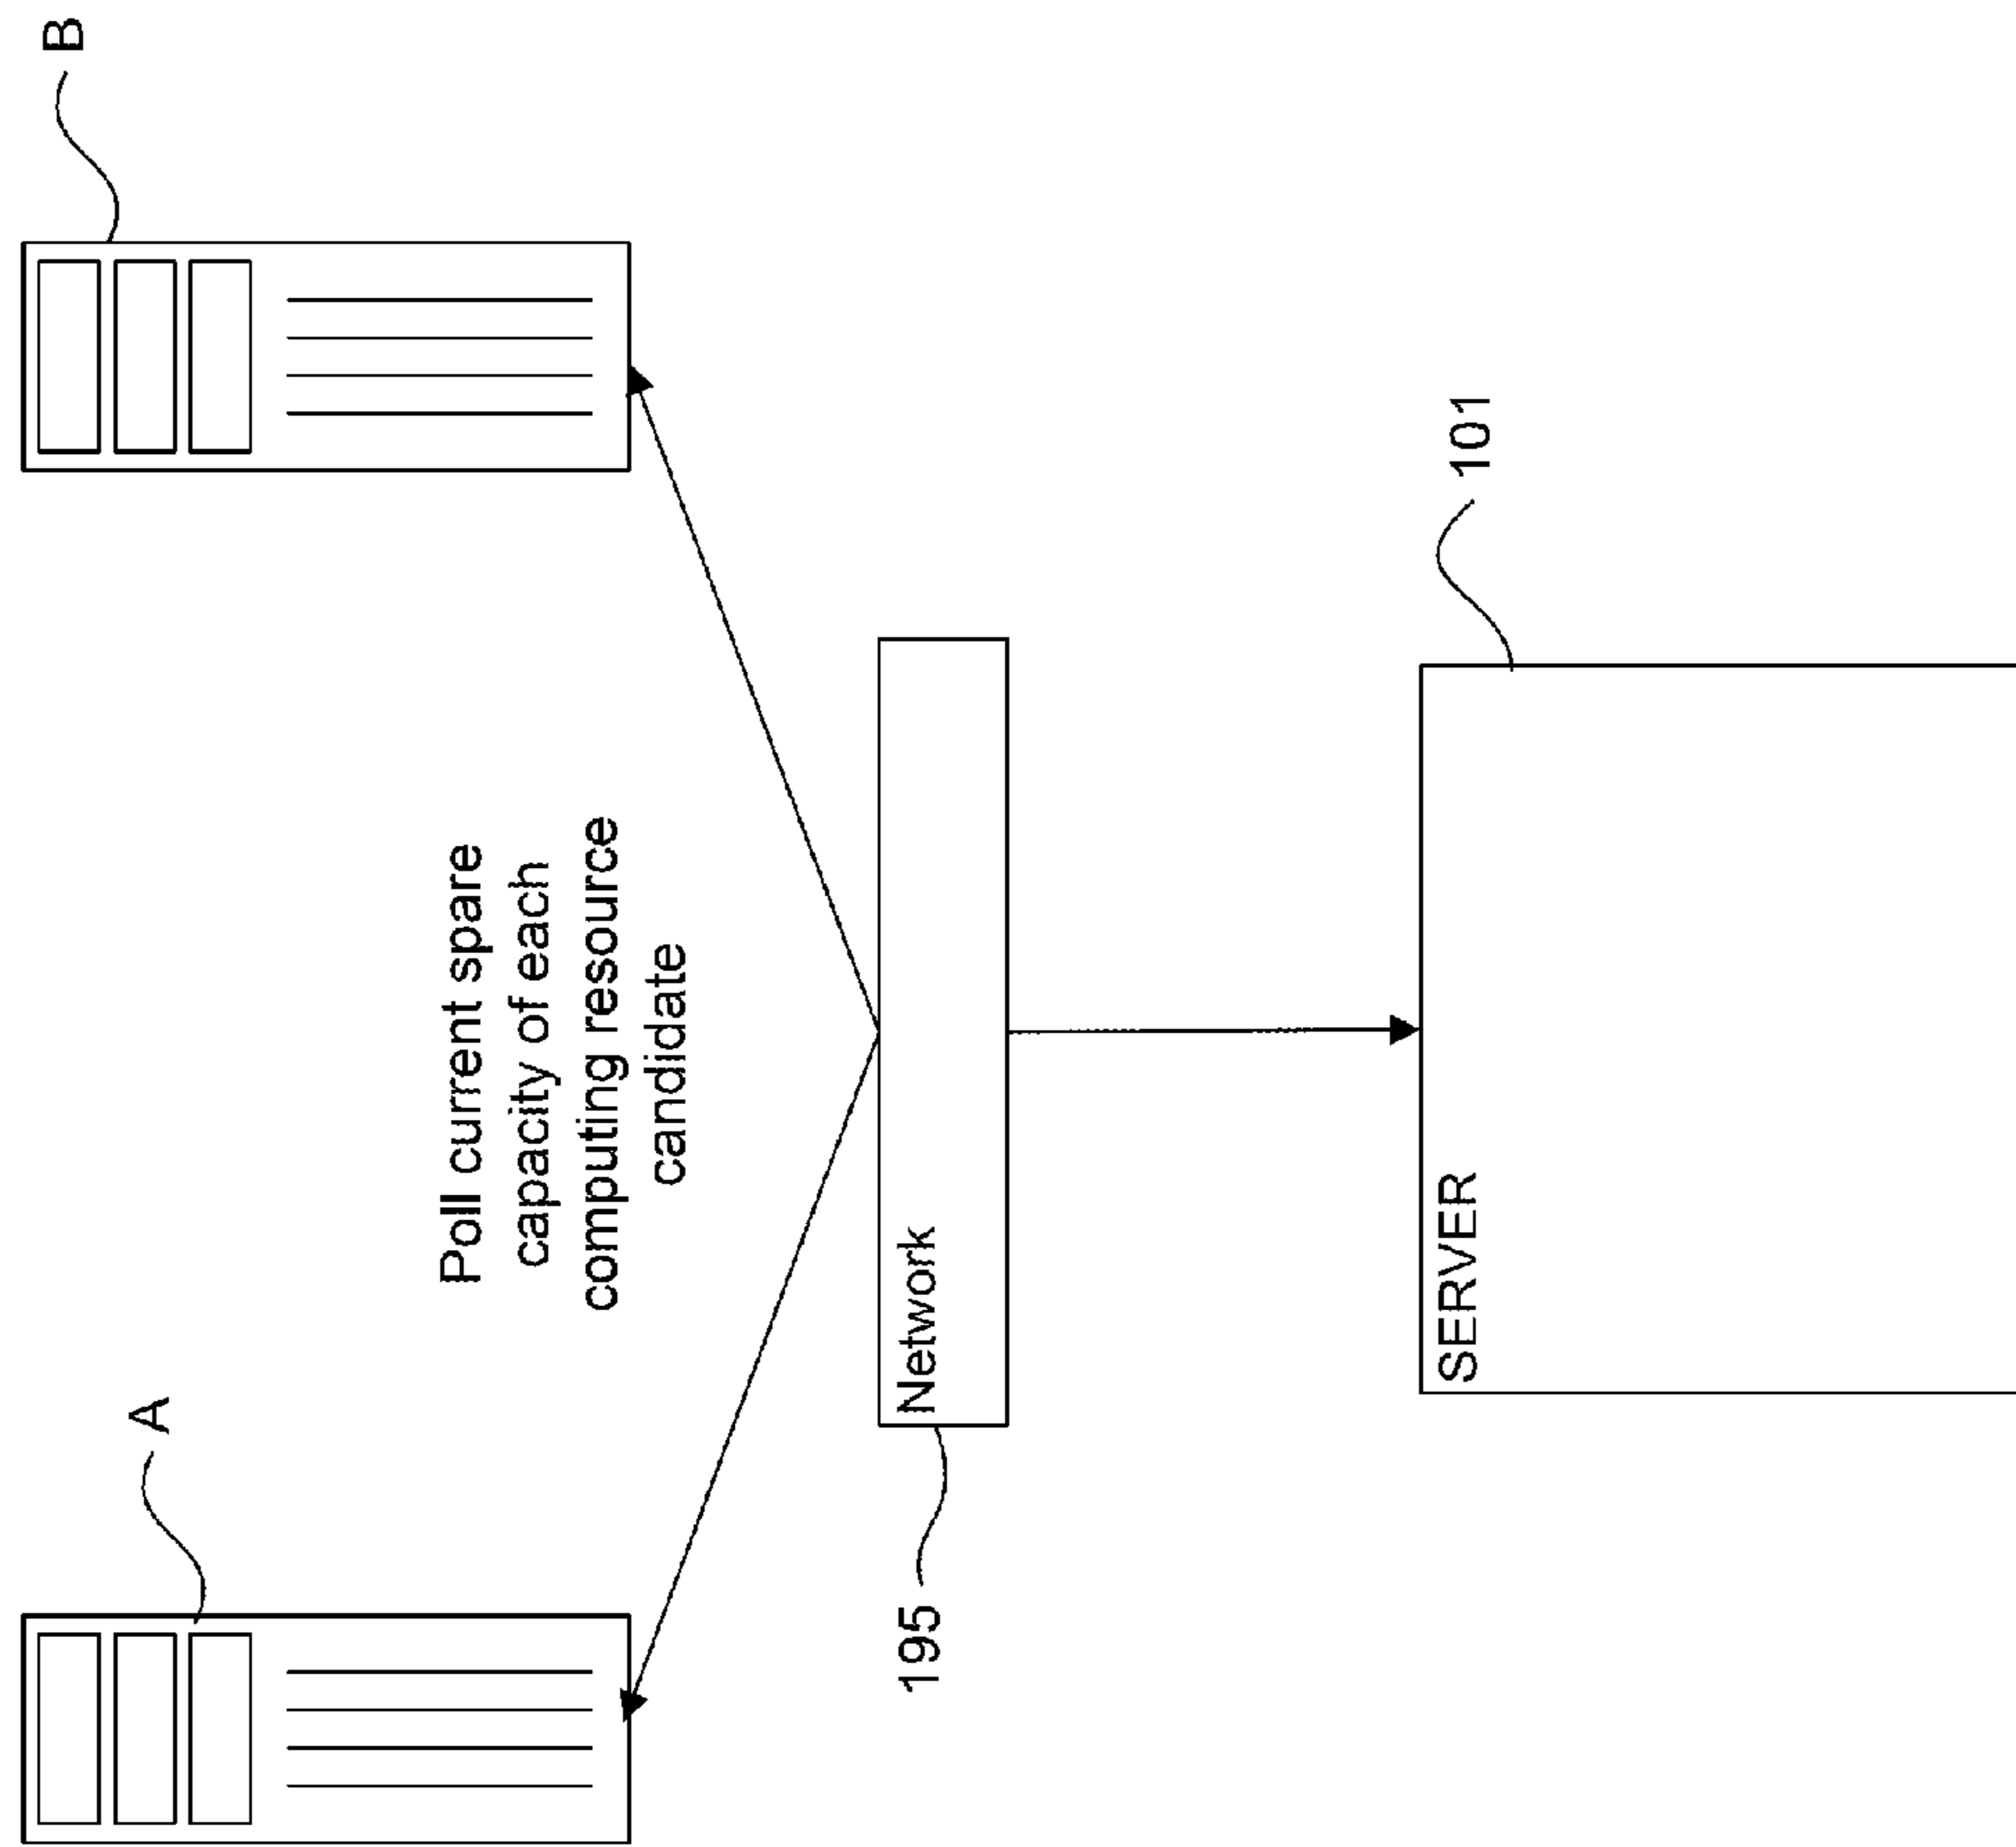 A
B
Poll current spare
capacity of each
computing resource
candidate
Network
195
SERVER
101